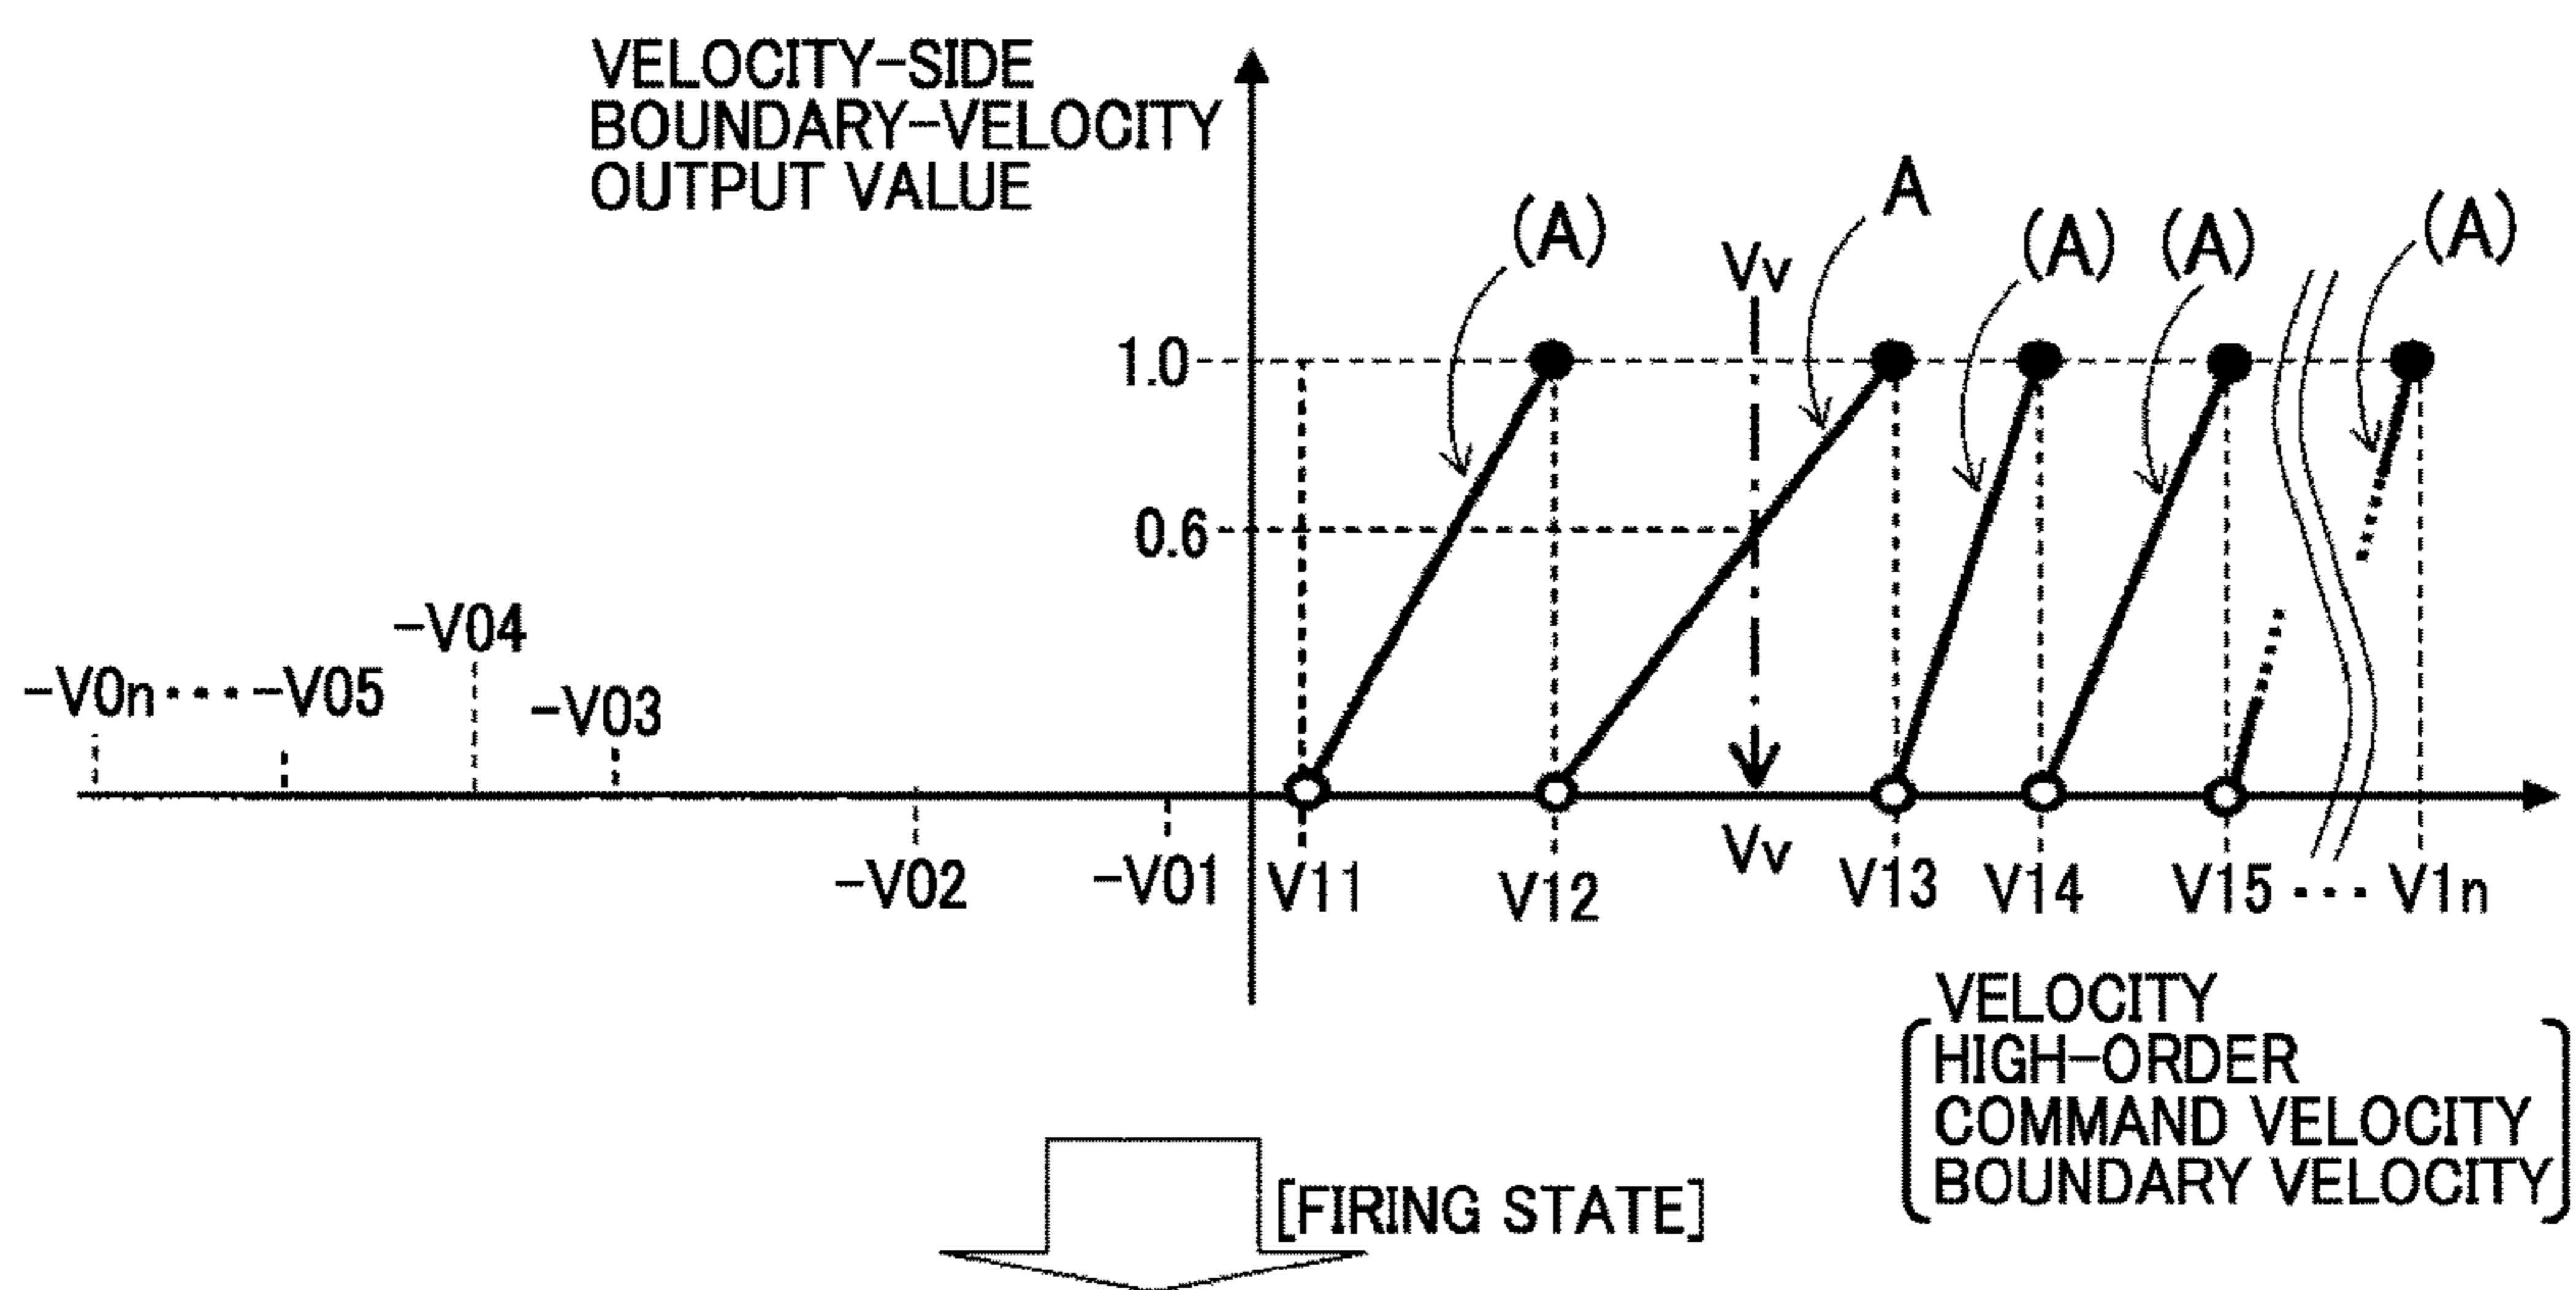 VELOCITY-SIDE
BOUNDARY-VELOCITY
OUTPUT VALUE
(A) A (A) (A) (A)
Vv
1.0
0.6
-V0n・・・-V05 -V04 -V03
-V02 -V01 V11 V12 Vv V13 V14 V15・・・V1n
VELOCITY
HIGH-ORDER
COMMAND VELOCITY
BOUNDARY VELOCITY
[FIRING STATE]